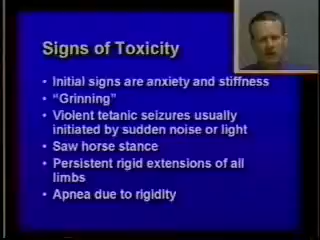 Signs of Toxicity
• Initial signs are anxiety and stiffness
• "Grinning"
• Violent tetanic seizures usually
initiated by sudden noise or light
• Saw horse stance
• Persistent rigid extensions of all
limbs
• Apnea due to rigidity